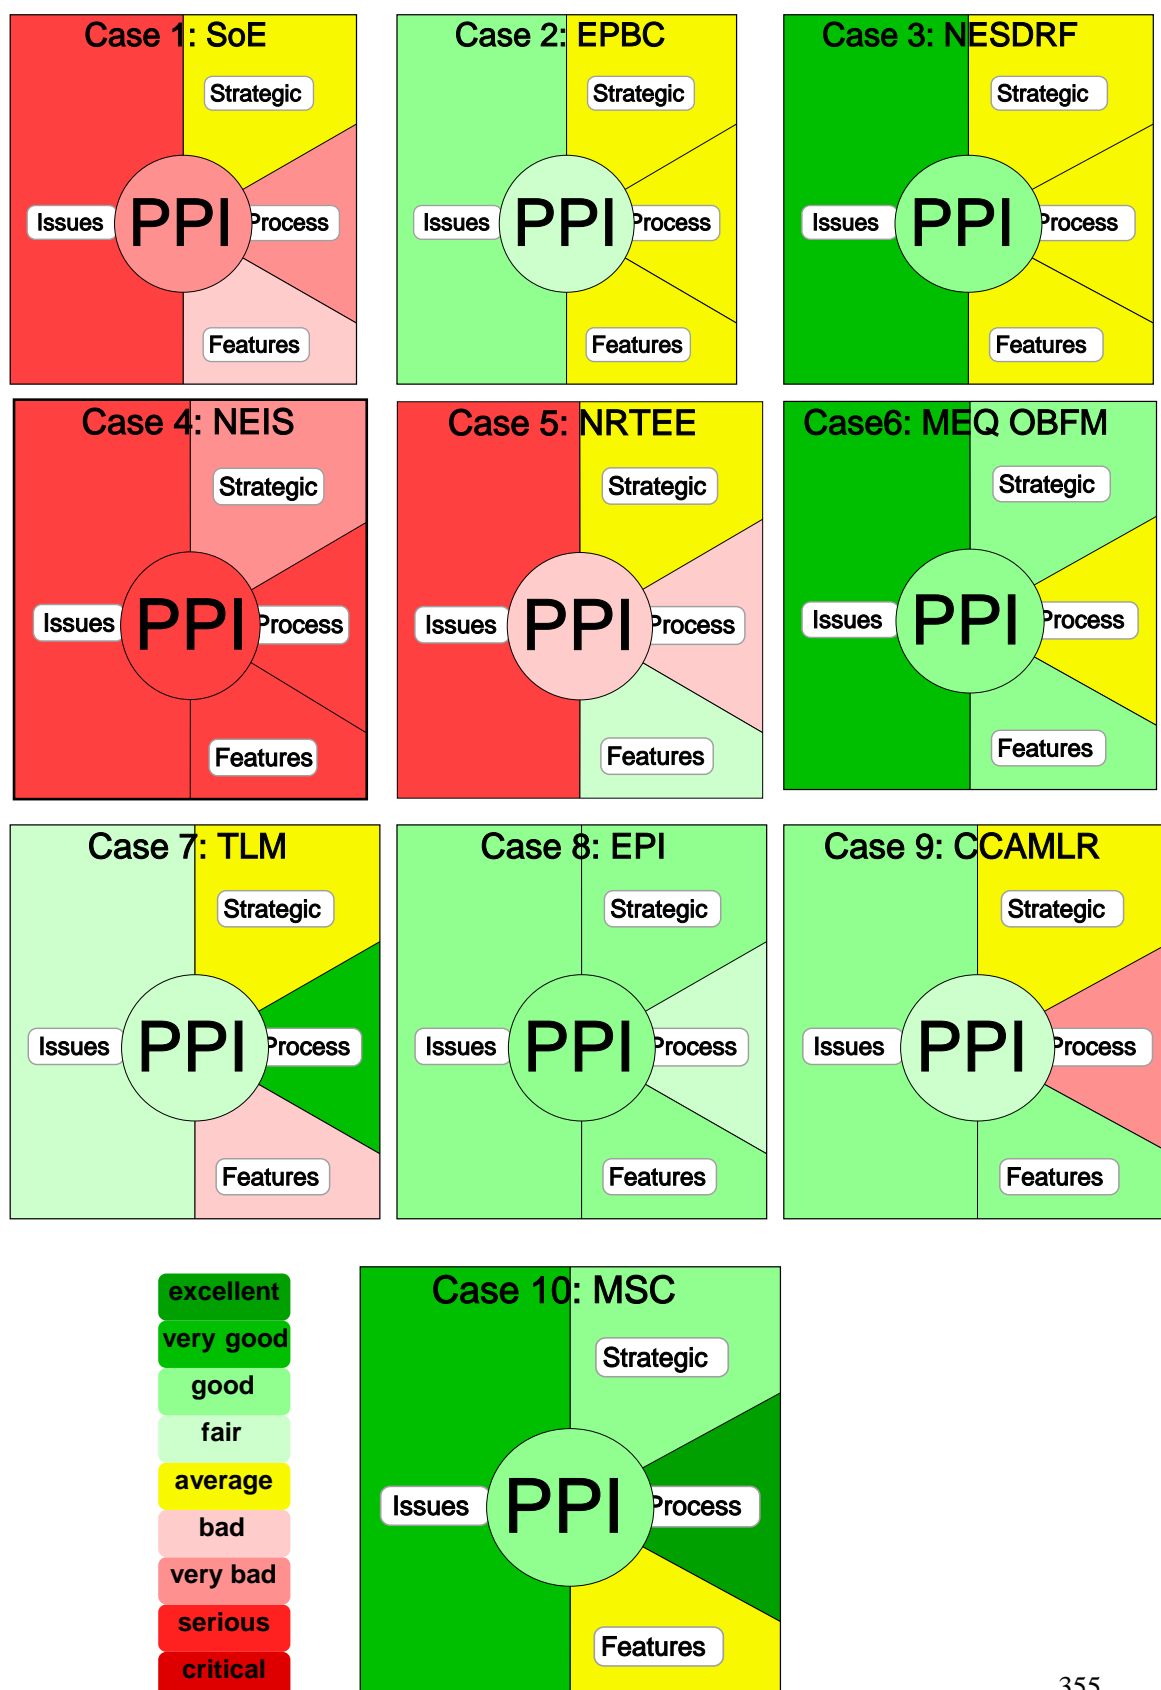 Case 1: SoE
Strategic
Issues
PPI
Process
Features
Case 2: EPBC
Strategic
Issues
PPI
Process
Features
Case 3: NESDRF
Strategic
Issues
PPI
Process
Features
Case 4: NEIS
Strategic
Issues
PPI
Process
Features
Case 5: NRTEE
Strategic
Issues
PPI
Process
Features
Case6: MEQ OBFM
Strategic
Issues
PPI
Process
Features
Case 7: TLM
Strategic
Issues
PPI
Process
Features
Case 8: EPI
Strategic
Issues
PPI
Process
Features
Case 9: CCAMLR
Strategic
Issues
PPI
Process
Features
excellent
very good
good
fair
average
bad
very bad
serious
critical
Case 10: MSC
Strategic
Issues
PPI
Process
Features
355